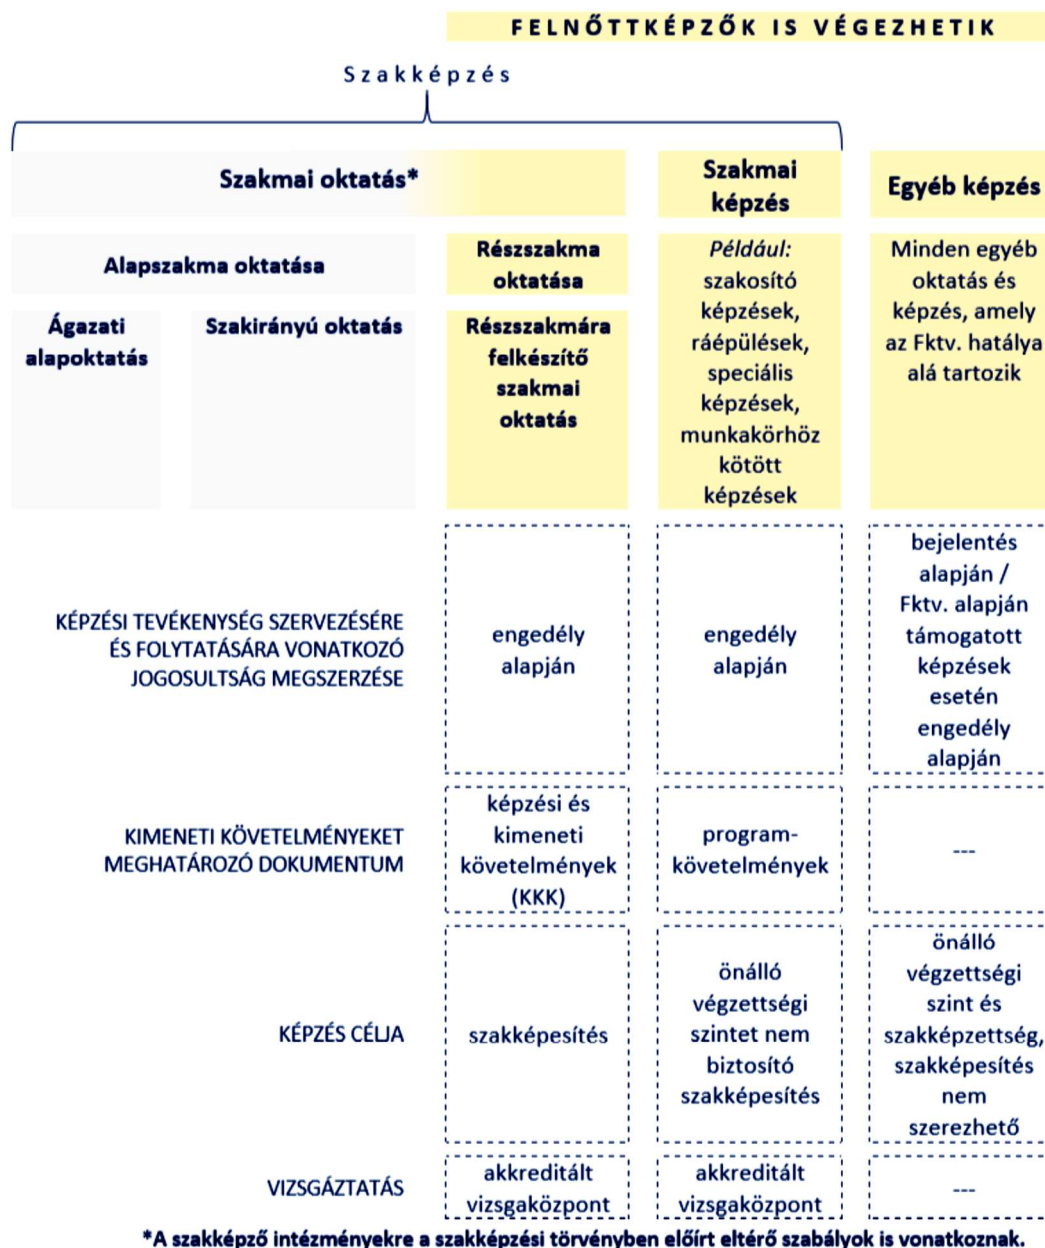 FELNŐTTKÉPZŐK IS VÉGEZHETIK
Szakképzés
Szakmai oktatás*
Szakmai
képzés
Egyéb képzés
Alapszakma oktatása
Részszakma
oktatása
Ágazati
alapoktatás
Szakirányú oktatás
Részszakmára
felkészítő
szakmai
oktatás
Például:
szakosító
képzések,
ráépülések,
speciális
képzések,
munkakörhöz
kötött
képzések
Minden egyéb
oktatás és
képzés, amely
az Fktv. hatálya
alá tartozik
KÉPZÉSI TEVÉKENYSÉG SZERVEZÉSÉRE
ÉS FOLYTATÁSÁRA VONATKOZÓ
JOGOSULTSÁG MEGSZERZÉSE
engedély
alapján
engedély
alapján
bejelentés
alapján /
Fktv. alapján
támogatott
képzések
esetén
engedély
alapján
KIMENETI KÖVETELMÉNYEKET
MEGHATÁROZÓ DOKUMENTUM
képzési és
kimeneti
követelmények
(KKK)
program-
követelmények
---
KÉPZÉS CÉLJA
szakképesítés
önálló
végzettségi
szintet nem
biztosító
szakképesítés
önálló
végzettségi
szint és
szakképzettség,
szakképesítés
nem
szerezhető
VIZSGÁZTATÁS
akkreditált
vizsgaközpont
akkreditált
vizsgaközpont
---
*A szakképző intézményekre a szakképzési törvényben előírt eltérő szabályok is vonatkoznak.